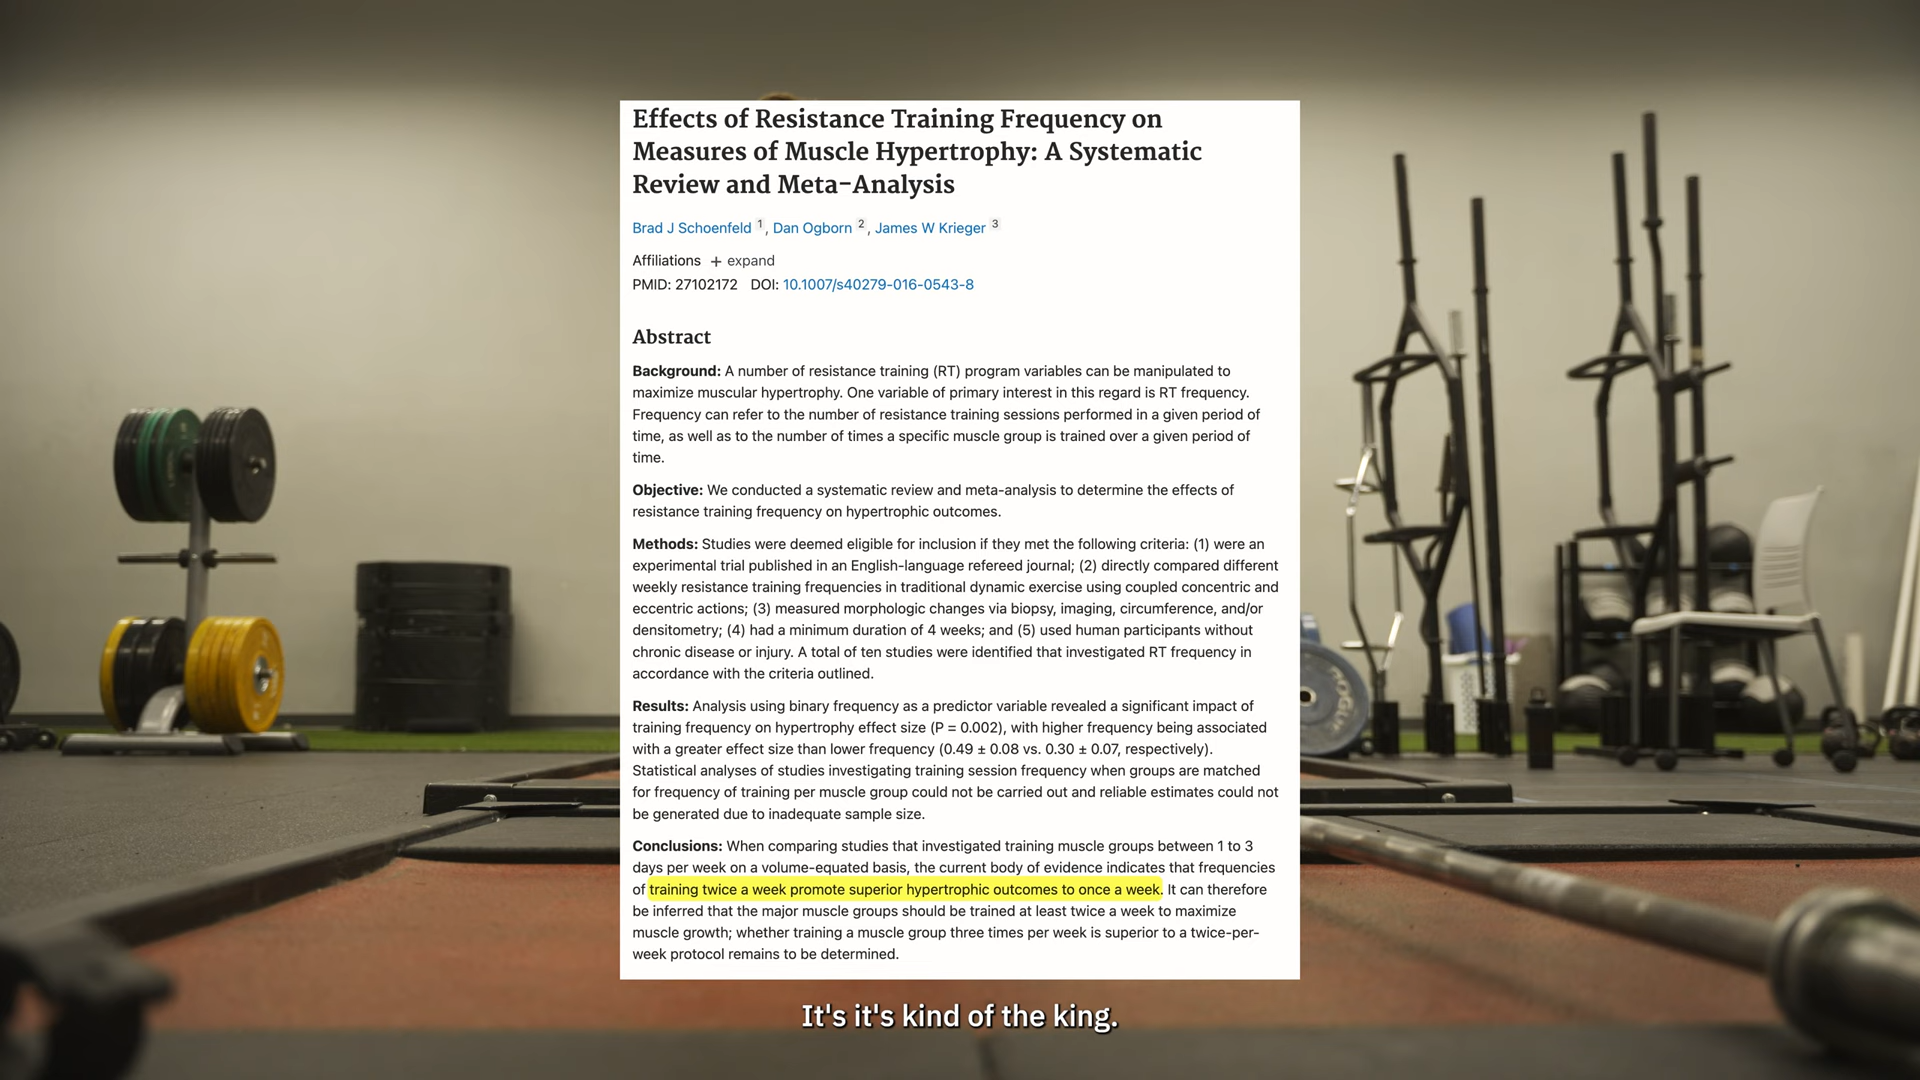 Effects of Resistance Training Frequency on
Measures of Muscle Hypertrophy: A Systematic
Review and Meta-Analysis
Brad J Schoenfeld 1, Dan Ogborn 2, James W Krieger 3
Affiliations + expand
PMID: 27102172 DOI: 10.1007/s40279-016-0543-8
Abstract
Background: A number of resistance training (RT) program variables can be manipulated to
maximize muscular hypertrophy. One variable of primary interest in this regard is RT frequency.
Frequency can refer to the number of resistance training sessions performed in a given period of
time, as well as to the number of times a specific muscle group is trained over a given period of
time.
Objective: We conducted a systematic review and meta-analysis to determine the effects of
resistance training frequency on hypertrophic outcomes.
Methods: Studies were deemed eligible for inclusion if they met the following criteria: (1) were an
experimental trial published in an English-language refereed journal; (2) directly compared different
weekly resistance training frequencies in traditional dynamic exercise using coupled concentric and
eccentric actions; (3) measured morphologic changes via biopsy, imaging, circumference, and/or
densitometry; (4) had a minimum duration of 4 weeks; and (5) used human participants without
chronic disease or injury. A total of ten studies were identified that investigated RT frequency in
accordance with the criteria outlined.
Results: Analysis using binary frequency as a predictor variable revealed a significant impact of
training frequency on hypertrophy effect size (P = 0.002), with higher frequency being associated
with a greater effect size than lower frequency (0.49 ± 0.08 vs. 0.30 ± 0.07, respectively).
Statistical analyses of studies investigating training session frequency when groups are matched
for frequency of training per muscle group could not be carried out and reliable estimates could not
be generated due to inadequate sample size.
Conclusions: When comparing studies that investigated training muscle groups between 1 to 3
days per week on a volume-equated basis, the current body of evidence indicates that frequencies
of training twice a week promote superior hypertrophic outcomes to once a week. It can therefore
be inferred that the major muscle groups should be trained at least twice a week to maximize
muscle growth; whether training a muscle group three times per week is superior to a twice-per-
week protocol remains to be determined.
ROGUE
It's it's kind of the king.